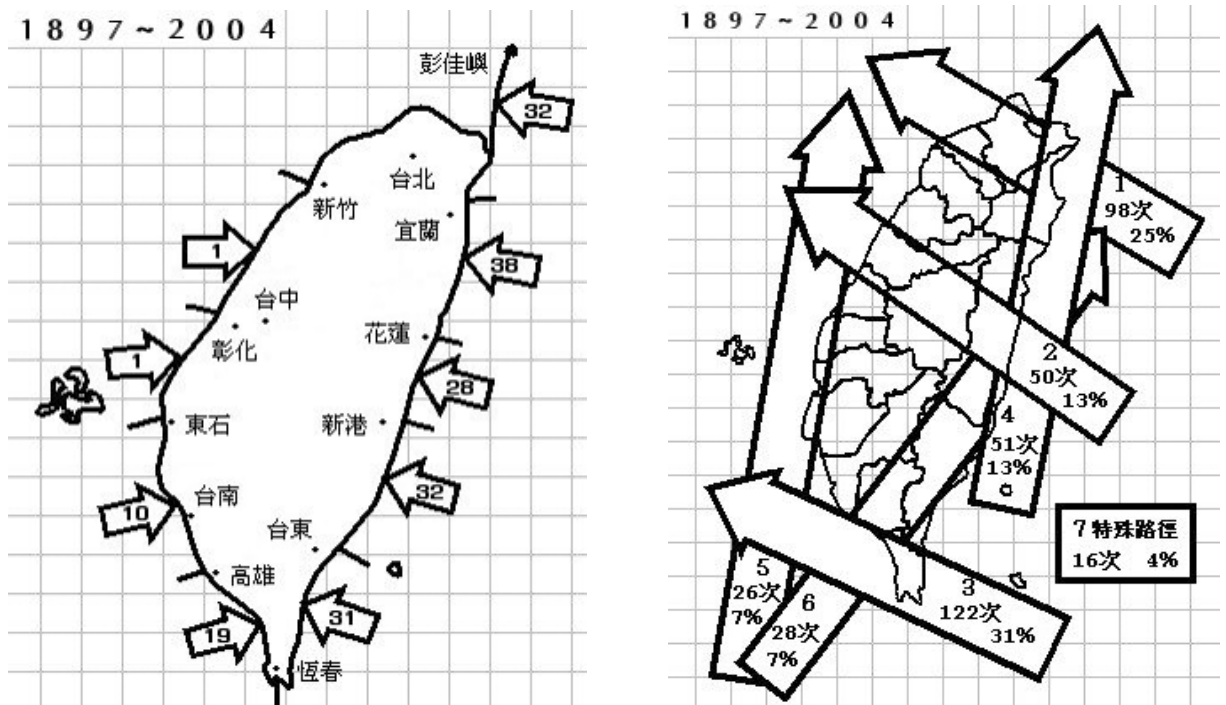 1897~2004
彭佳嶼
32
台北
新竹
宜蘭
1
38
台中
彰化
花蓮
1
28
東石
新港
台南
10
32
台東
高雄
19
31
恆春
1897~2004
1
98次
25%
2
50次
13%
4
51次
13%
7特殊路徑
16次 4%
5
26次
7%
6
28次
7%
3
122次
31%